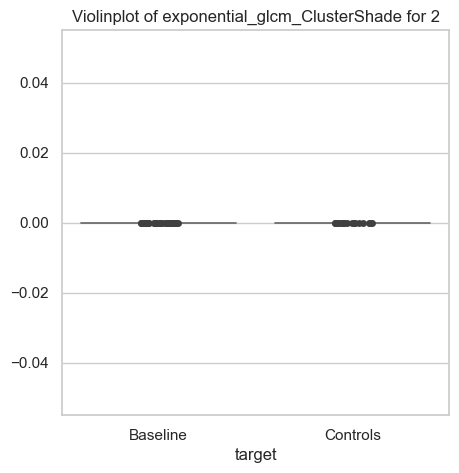 Violinplot of exponential_glcm_ClusterShade for 2
0.04
0.02
0.00
−0.02
−0.04
Baseline Controls
target